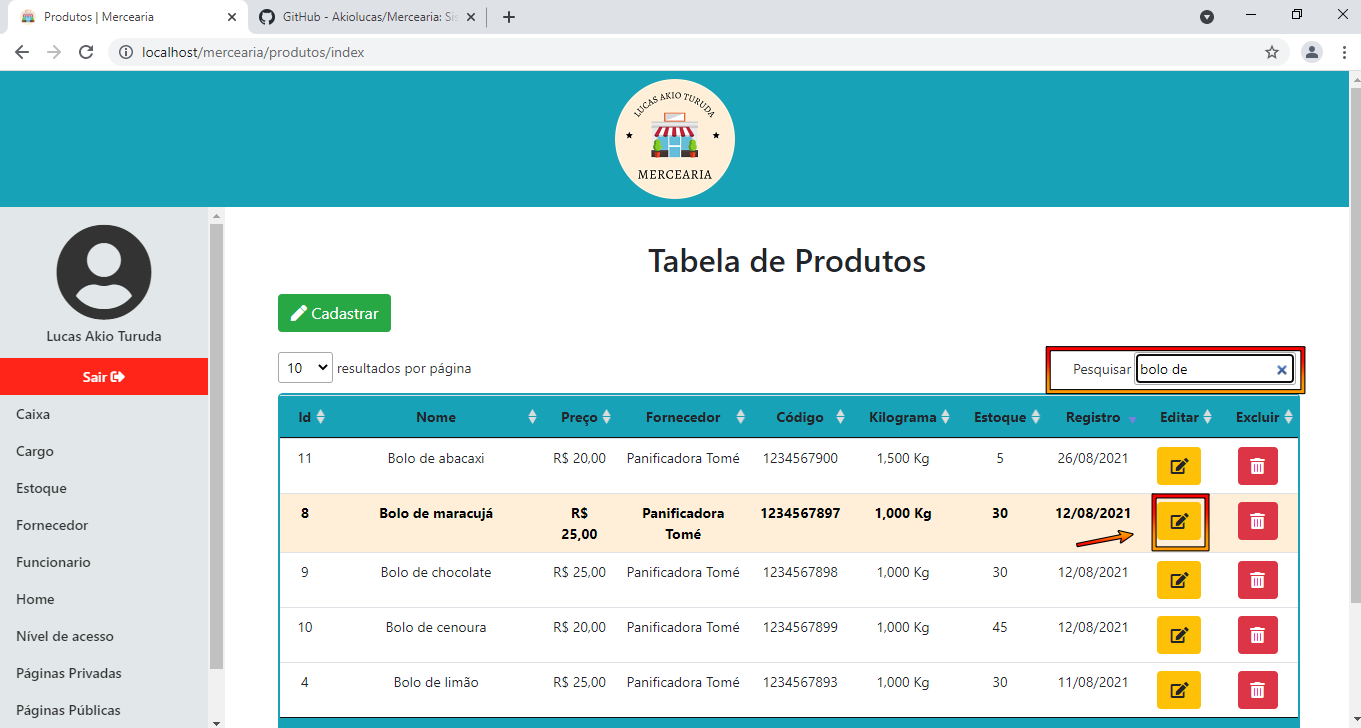 Produtos | Mercearia
GitHub - Akiolucas/Mercearia: Sis
localhost/mercearia/produtos/index
LUCAS AKIO TURUDA
MERCEARIA
Lucas Akio Turuda
Sair
Caixa
Cargo
Estoque
Fornecedor
Funcionario
Home
Nível de acesso
Páginas Privadas
Páginas Públicas
Tabela de Produtos
Cadastrar
10 resultados por página
Pesquisar bolo de
Id Nome Preço Fornecedor Código Kilograma Estoque Registro Editar Excluir
11 Bolo de abacaxi R$ 20,00 Panificadora Tomé 1234567900 1,500 Kg 5 26/08/2021
8 Bolo de maracujá R$ 25,00 Panificadora Tomé 1234567897 1,000 Kg 30 12/08/2021
9 Bolo de chocolate R$ 25,00 Panificadora Tomé 1234567898 1,000 Kg 30 12/08/2021
10 Bolo de cenoura R$ 20,00 Panificadora Tomé 1234567899 1,000 Kg 45 12/08/2021
4 Bolo de limão R$ 25,00 Panificadora Tomé 1234567893 1,000 Kg 30 11/08/2021